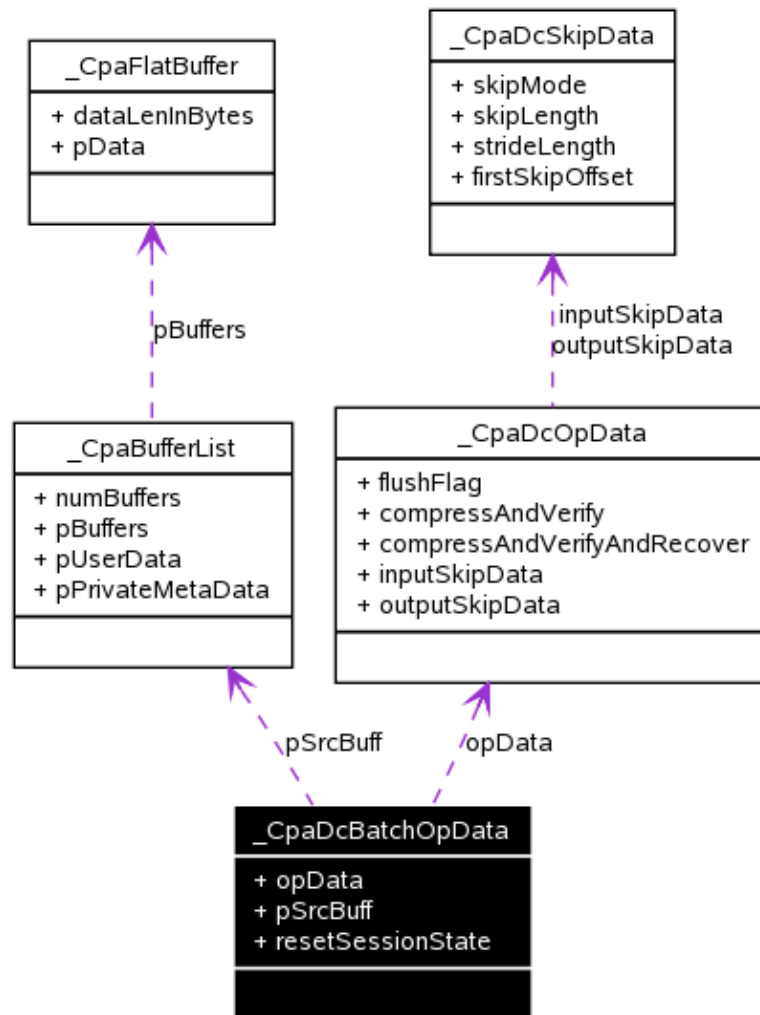 _CpaFlatBuffer
+ dataLenInBytes
+ pData
_CpaDcSkipData
+ skipMode
+ skipLength
+ strideLength
+ firstSkipOffset
pBuffers
inputSkipData
outputSkipData
_CpaBufferList
+ numBuffers
+ pBuffers
+ pUserData
+ pPrivateMetaData
_CpaDcOpData
+ flushFlag
+ compressAndVerify
+ compressAndVerifyAndRecover
+ inputSkipData
+ outputSkipData
pSrcBuff
opData
_CpaDcBatchOpData
+ opData
+ pSrcBuff
+ resetSessionState